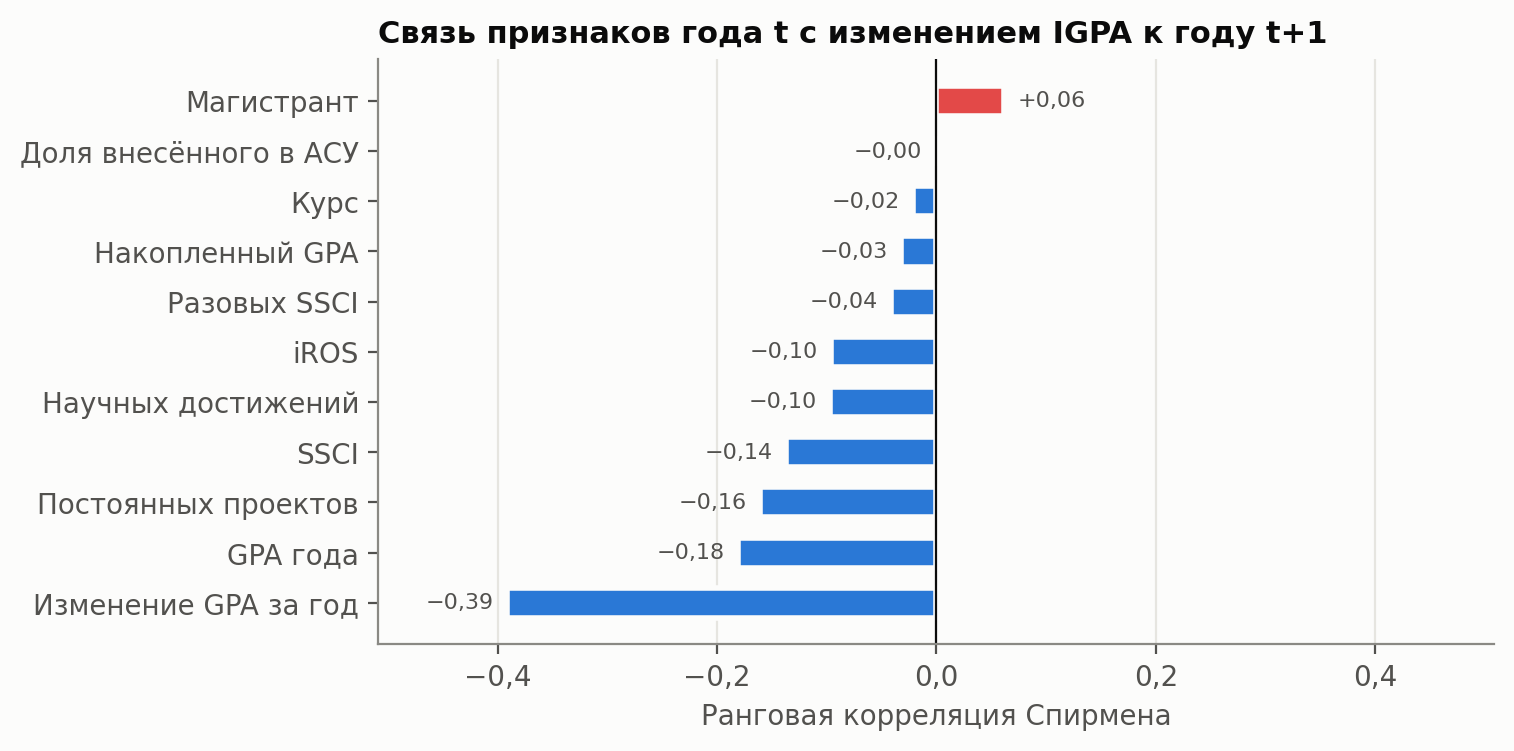 Связь признаков года t с изменением IGPA к году t+1
Магистрант
+0,06
Доля внесённого в АСУ
−0,00
Курс
−0,02
Накопленный GPA
−0,03
Разовых SSCI
−0,04
iROS
−0,10
Научных достижений
−0,10
SSCI
−0,14
Постоянных проектов
−0,16
GPA года
−0,18
Изменение GPA за год
−0,39
−0,4
−0,2
0,0
0,2
0,4
Ранговая корреляция Спирмена